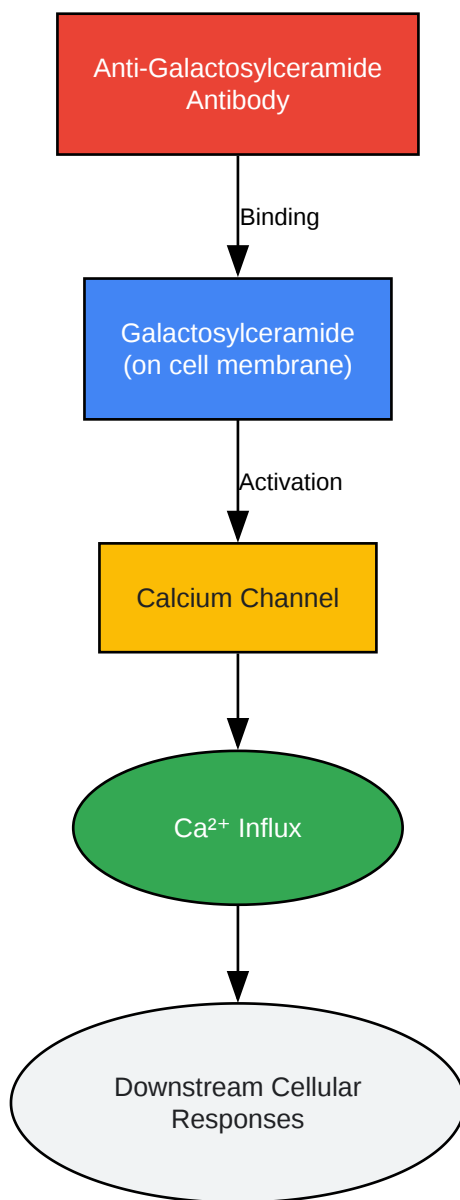 Anti-Galactosylceramide
Antibody
Binding
Galactosylceramide
(on cell membrane)
Activation
Calcium Channel
Ca²⁺ Influx
Downstream Cellular
Responses